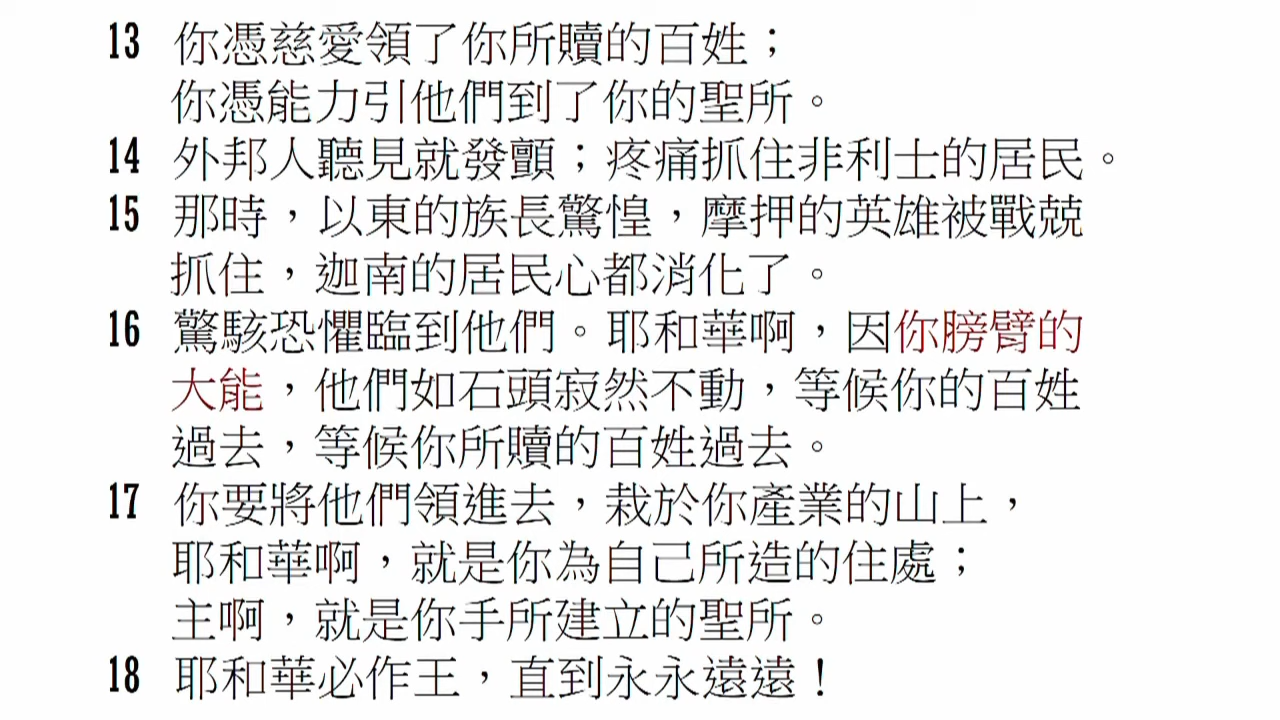 13 你憑慈愛領了你所贖的百姓；
你憑能力引他們到了你的聖所。
14 外邦人聽見就發顫；疼痛抓住非利士的居民。
15 那時，以東的族長驚惶，摩押的英雄被戰兢
抓住，迦南的居民心都消化了。
16 驚駭恐懼臨到他們。耶和華啊，因你膀臂的
大能，他們如石頭寂然不動，等候你的百姓
過去，等候你所贖的百姓過去。
17 你要將他們領進去，栽於你產業的山上，
耶和華啊，就是你為自己所造的住處；
主啊，就是你手所建立的聖所。
18 耶和華必作王，直到永永遠遠！